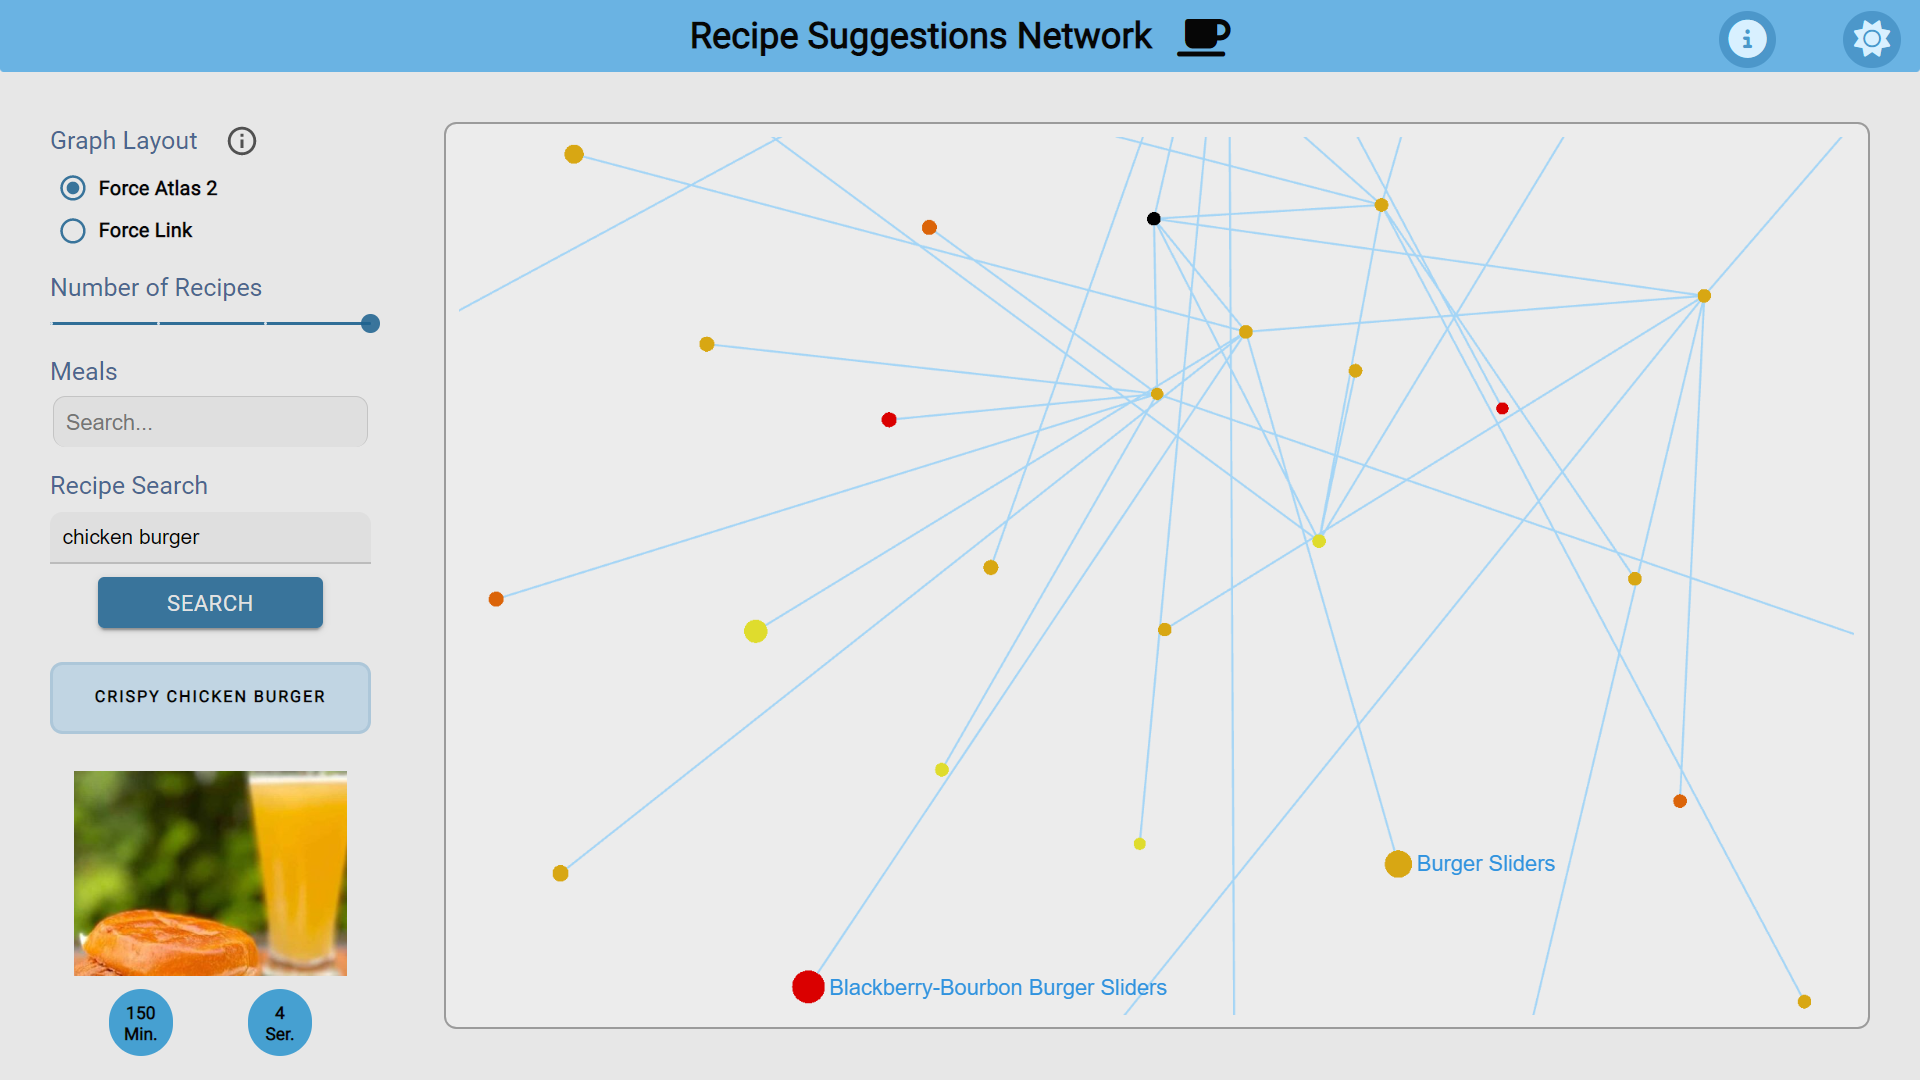 Recipe Suggestions Network
Graph Layout
Force Atlas 2
Force Link
Number of Recipes
Meals
Search...
Recipe Search
chicken burger
SEARCH
CRISPY CHICKEN BURGER
150
Min.
4
Ser.
Burger Sliders
Blackberry-Bourbon Burger Sliders